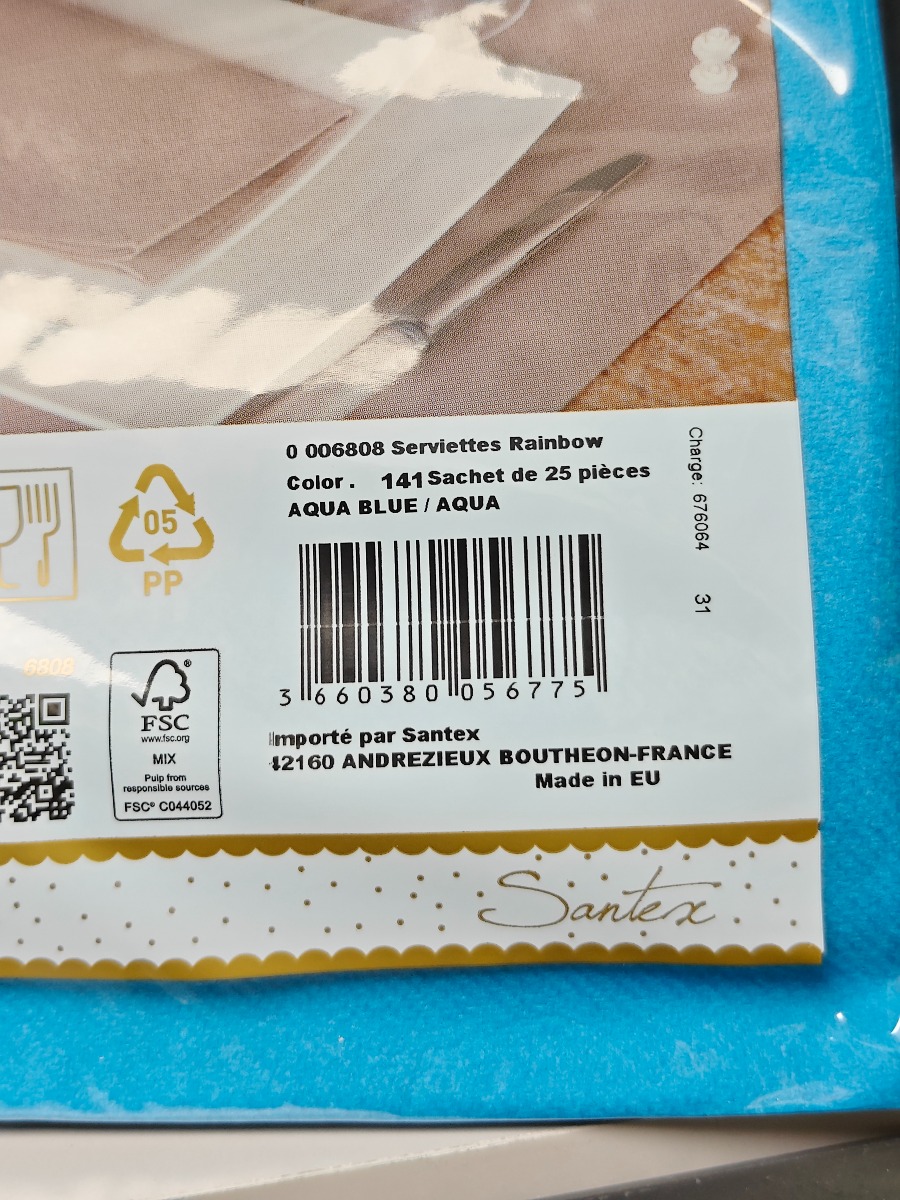 0 006808 Serviettes Rainbow
Color . 141 Sachet de 25 pièces
AQUA BLUE / AQUA
Charge: 676064 31
05
PP
3 660380 056775
6808
FSC®
www.fsc.org
MIX
Pulp from
responsible sources
FSC® C044052
Importé par Santex
42160 ANDREZIEUX BOUTHEON-FRANCE
Made in EU
Santex